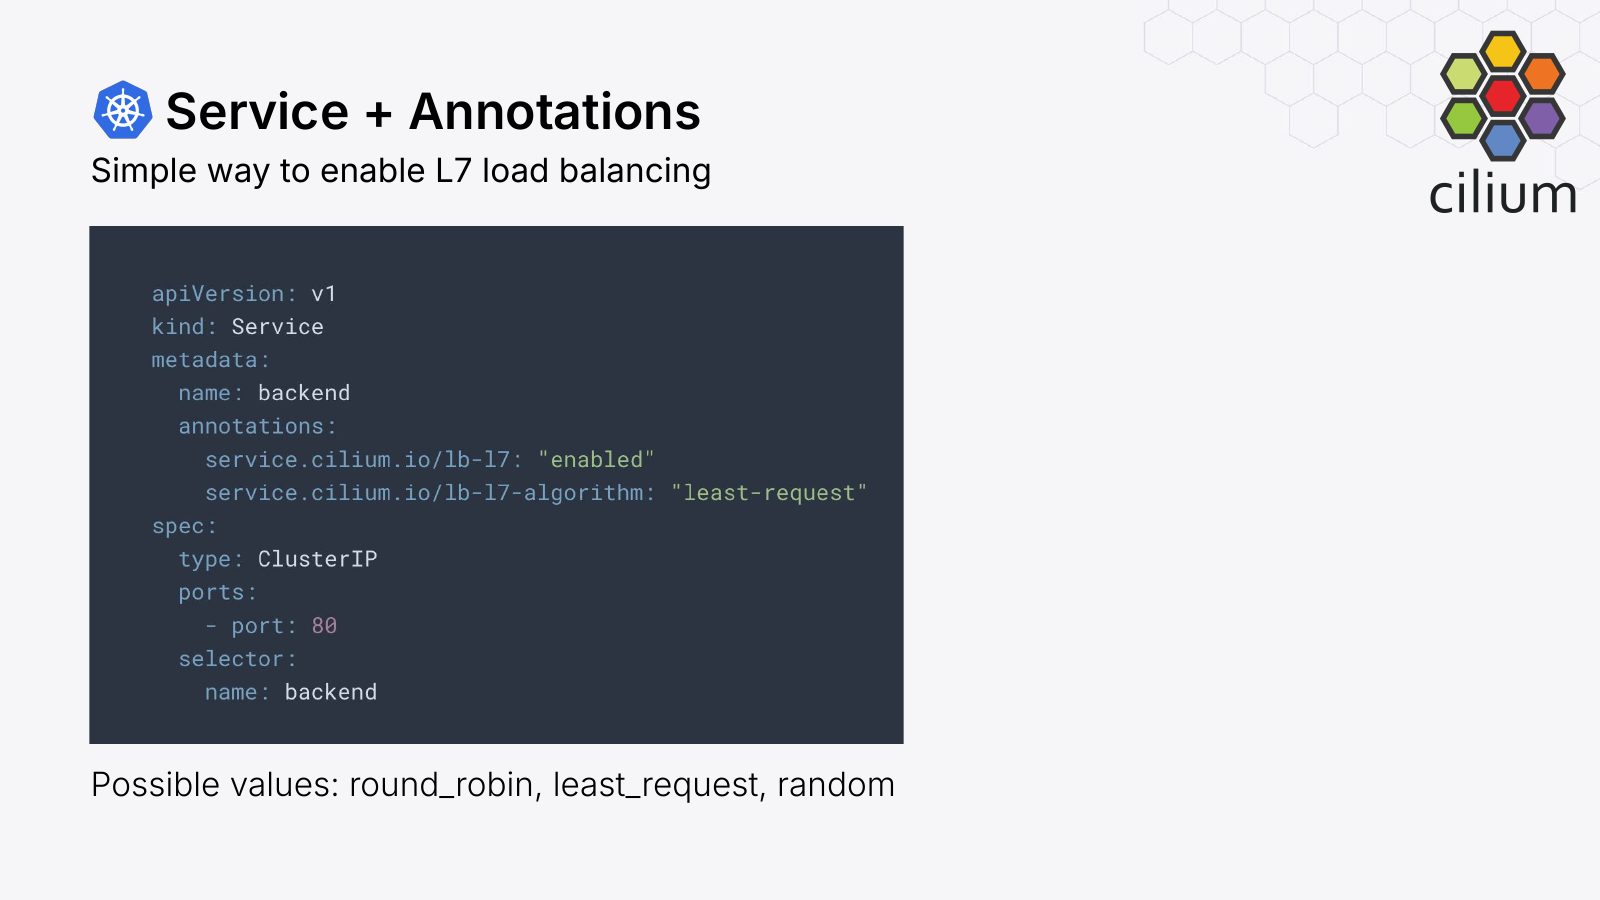 Service + Annotations
Simple way to enable L7 load balancing
cilium
apiVersion: v1
kind: Service
metadata:
  name: backend
  annotations:
    service.cilium.io/lb-l7: "enabled"
    service.cilium.io/lb-l7-algorithm: "least-request"
spec:
  type: ClusterIP
  ports:
    - port: 80
  selector:
    name: backend
Possible values: round_robin, least_request, random